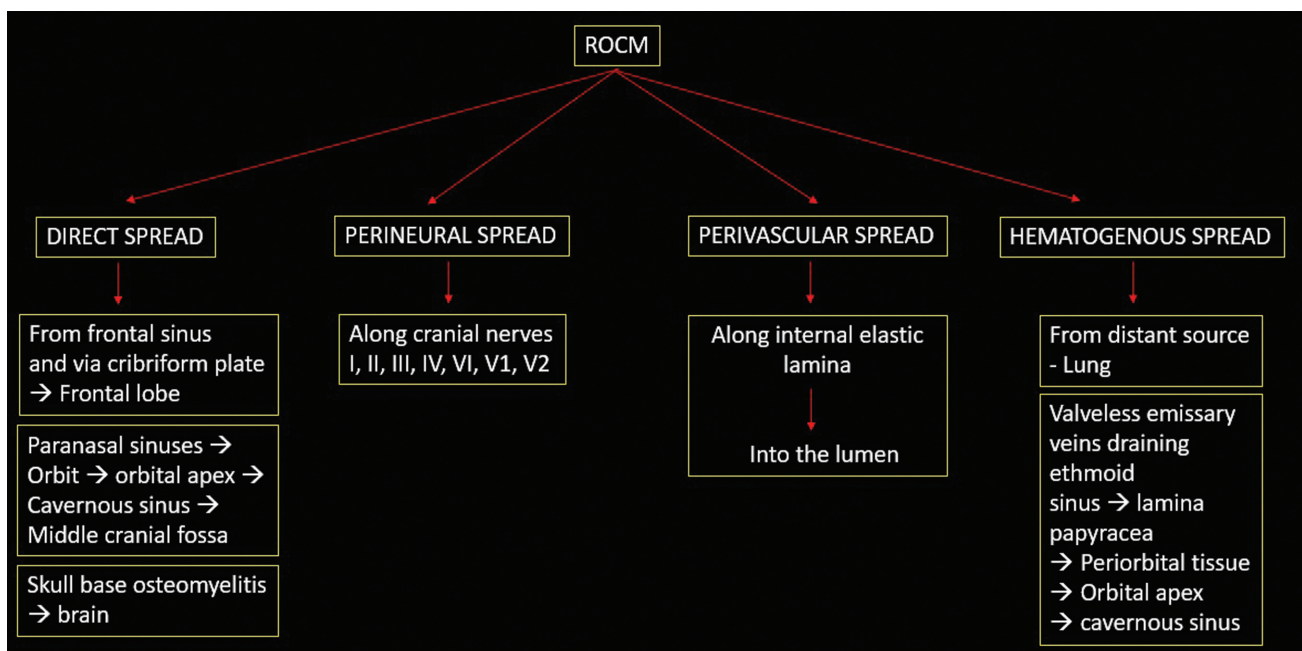 ROCM
DIRECT SPREAD
From frontal sinus
and via cribriform plate
→ Frontal lobe
Paranasal sinuses →
Orbit → orbital apex →
Cavernous sinus →
Middle cranial fossa
Skull base osteomyelitis
→ brain
PERINEURAL SPREAD
Along cranial nerves
I, II, III, IV, VI, V1, V2
PERIVASCULAR SPREAD
Along internal elastic
lamina
Into the lumen
HEMATOGENOUS SPREAD
From distant source
- Lung
Valveless emissary
veins draining
ethmoid
sinus → lamina
papyracea
→ Periorbital tissue
→ Orbital apex
→ cavernous sinus